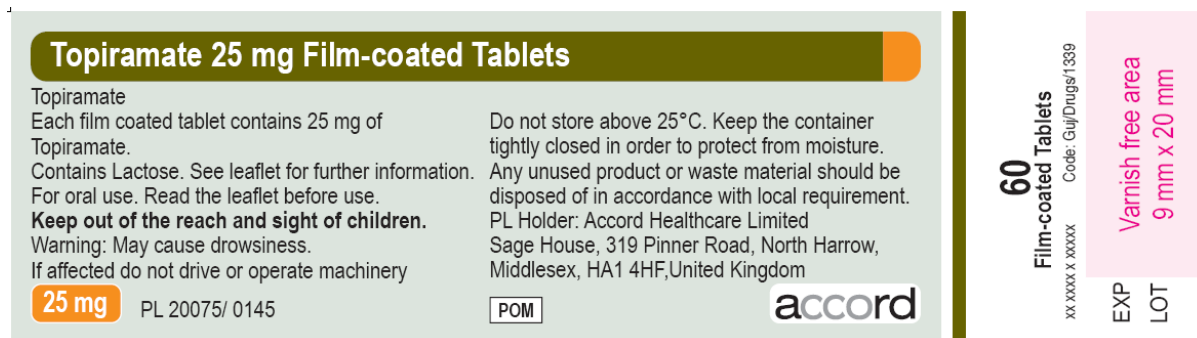 Topiramate 25 mg Film-coated Tablets
Topiramate
Each film coated tablet contains 25 mg of
Topiramate.
Contains Lactose. See leaflet for further information.
For oral use. Read the leaflet before use.
Keep out of the reach and sight of children.
Warning: May cause drowsiness.
If affected do not drive or operate machinery
25 mg
PL 20075/ 0145
Do not store above 25°C. Keep the container
tightly closed in order to protect from moisture.
Any unused product or waste material should be
disposed of in accordance with local requirement.
PL Holder: Accord Healthcare Limited
Sage House, 319 Pinner Road, North Harrow,
Middlesex, HA1 4HF,United Kingdom
POM
accord
60
Film-coated Tablets
xx xxxx x xxxxx Code: Guj/Drugs/1339
Varnish free area
9 mm x 20 mm
EXP
LOT